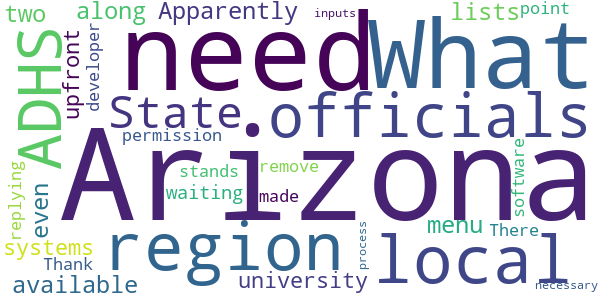 two along Apparently inputs lists point
ADHS upfront developer need What
State officials
permission
Arizona
replying even stands remove software
waiting made
region menu There
systems Thank process local
available university necessary